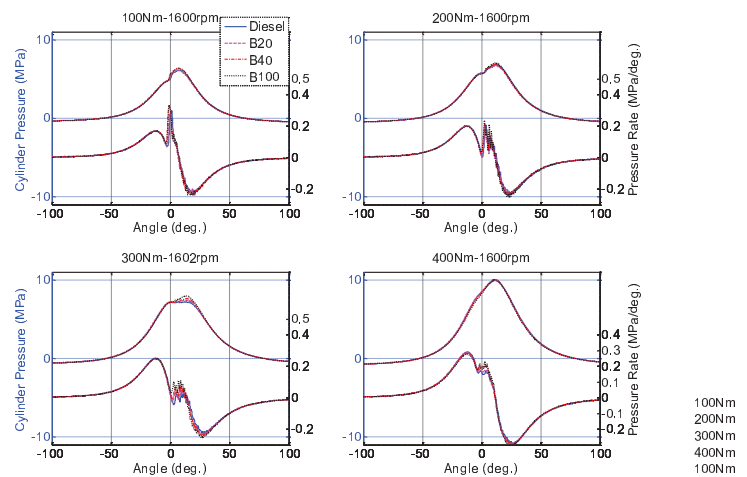 100Nm-1600rpm
Diesel
B20
B40
B100
Cylinder Pressure (MPa)
10
0
-10
0,5
0.4
0.2
0
-0.2
-100 -50 0 50 100
Angle (deg.)
200Nm-1600rpm
10
0
-10
0,5
0.4
0.2
0
-0.2
Pressure Rate (MPa/deg.)
-100 -50 0 50 100
Angle (deg.)
300Nm-1602rpm
Cylinder Pressure (MPa)
10
0
-10
0,5
0.4
0.2
0
-0.2
-100 -50 0 50 100
Angle (deg.)
400Nm-1600rpm
10
0
-10
0.4
0.3
0.2
0.1
0
-0.1
-0.2
Pressure Rate (MPa/deg.)
-100 -50 0 50 100
Angle (deg.)
100Nm
200Nm
300Nm
400Nm
100Nm